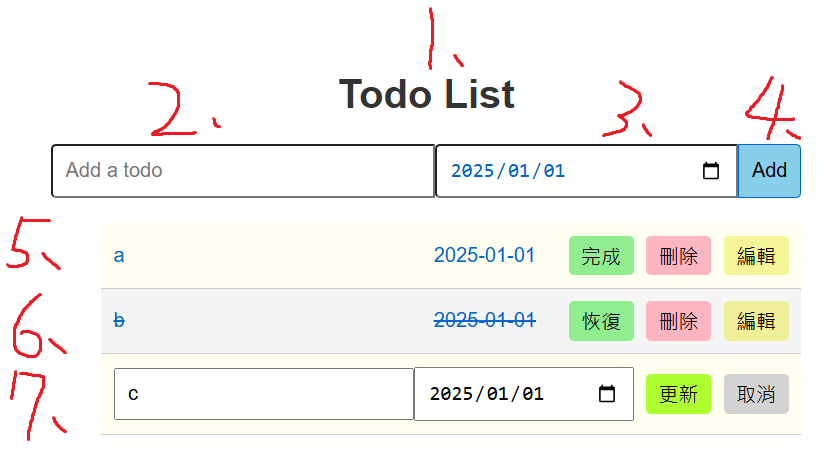 1、
Todo List
2、 3、 4、
Add a todo 2025/01/01 Add
5、 a 2025-01-01 完成 刪除 編輯
6、 b 2025-01-01 恢復 刪除 編輯
7、 c 2025/01/01 更新 取消